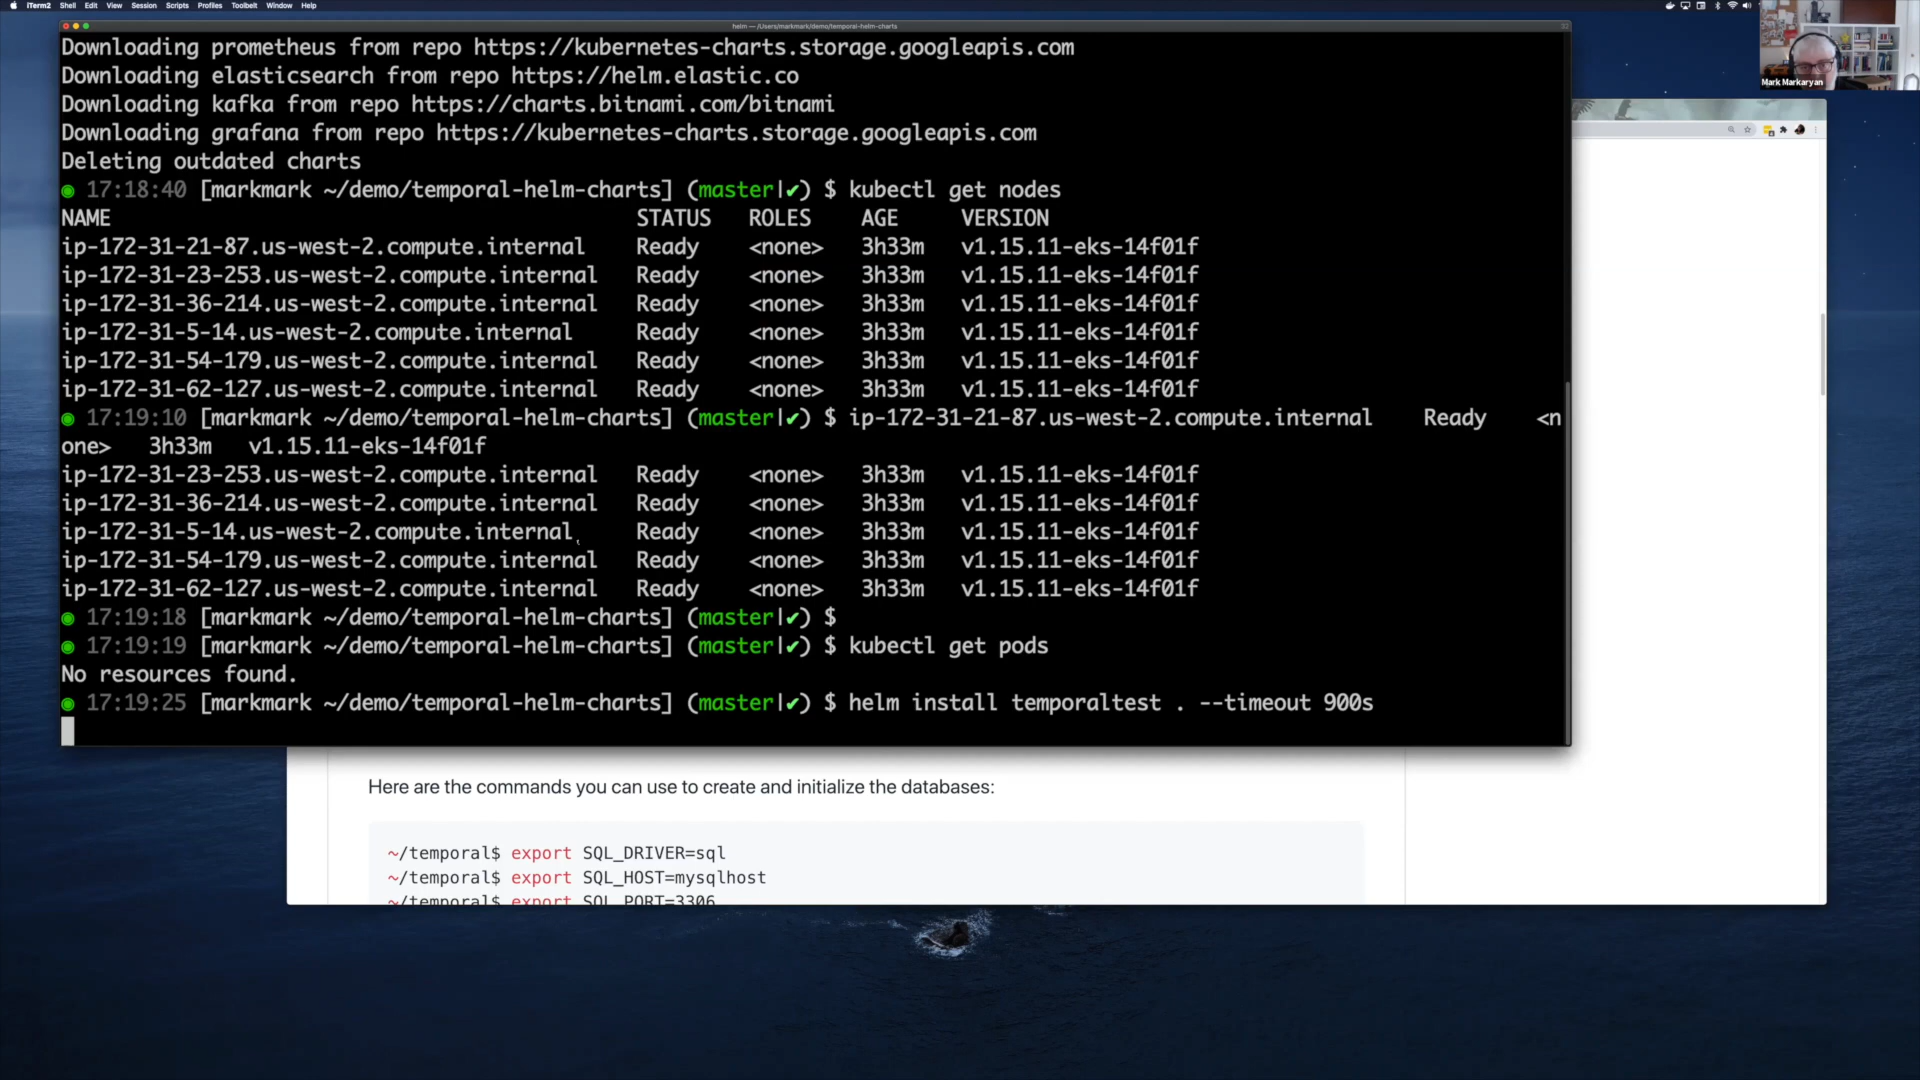 iTerm2 Shell Edit View Session Scripts Profiles Toolbelt Window Help
helm — /Users/markmark/demo/temporal-helm-charts
Mark Markaryan
Downloading prometheus from repo https://kubernetes-charts.storage.googleapis.com
Downloading elasticsearch from repo https://helm.elastic.co
Downloading kafka from repo https://charts.bitnami.com/bitnami
Downloading grafana from repo https://kubernetes-charts.storage.googleapis.com
Deleting outdated charts
17:18:40 [markmark ~/demo/temporal-helm-charts] (master|✔) $ kubectl get nodes
NAME STATUS ROLES AGE VERSION
ip-172-31-21-87.us-west-2.compute.internal Ready <none> 3h33m v1.15.11-eks-14f01f
ip-172-31-23-253.us-west-2.compute.internal Ready <none> 3h33m v1.15.11-eks-14f01f
ip-172-31-36-214.us-west-2.compute.internal Ready <none> 3h33m v1.15.11-eks-14f01f
ip-172-31-5-14.us-west-2.compute.internal Ready <none> 3h33m v1.15.11-eks-14f01f
ip-172-31-54-179.us-west-2.compute.internal Ready <none> 3h33m v1.15.11-eks-14f01f
ip-172-31-62-127.us-west-2.compute.internal Ready <none> 3h33m v1.15.11-eks-14f01f
17:19:10 [markmark ~/demo/temporal-helm-charts] (master|✔) $ ip-172-31-21-87.us-west-2.compute.internal Ready <n
one> 3h33m v1.15.11-eks-14f01f
ip-172-31-23-253.us-west-2.compute.internal Ready <none> 3h33m v1.15.11-eks-14f01f
ip-172-31-36-214.us-west-2.compute.internal Ready <none> 3h33m v1.15.11-eks-14f01f
ip-172-31-5-14.us-west-2.compute.internal Ready <none> 3h33m v1.15.11-eks-14f01f
ip-172-31-54-179.us-west-2.compute.internal Ready <none> 3h33m v1.15.11-eks-14f01f
ip-172-31-62-127.us-west-2.compute.internal Ready <none> 3h33m v1.15.11-eks-14f01f
17:19:18 [markmark ~/demo/temporal-helm-charts] (master|✔) $
17:19:19 [markmark ~/demo/temporal-helm-charts] (master|✔) $ kubectl get pods
No resources found.
17:19:25 [markmark ~/demo/temporal-helm-charts] (master|✔) $ helm install temporaltest . --timeout 900s
Here are the commands you can use to create and initialize the databases:
~/temporal$ export SQL_DRIVER=sql
~/temporal$ export SQL_HOST=mysqlhost
~/temporal$ export SQL_PORT=3306